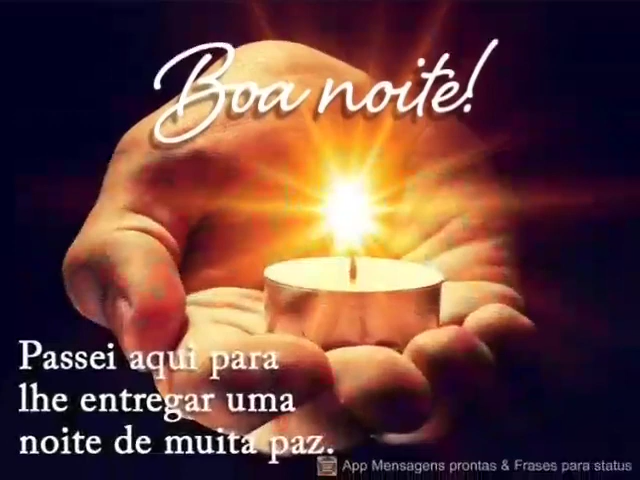 Boa noite!
Passei aqui para
lhe entregar uma
noite de muita paz.
App Mensagens prontas & Frases para status